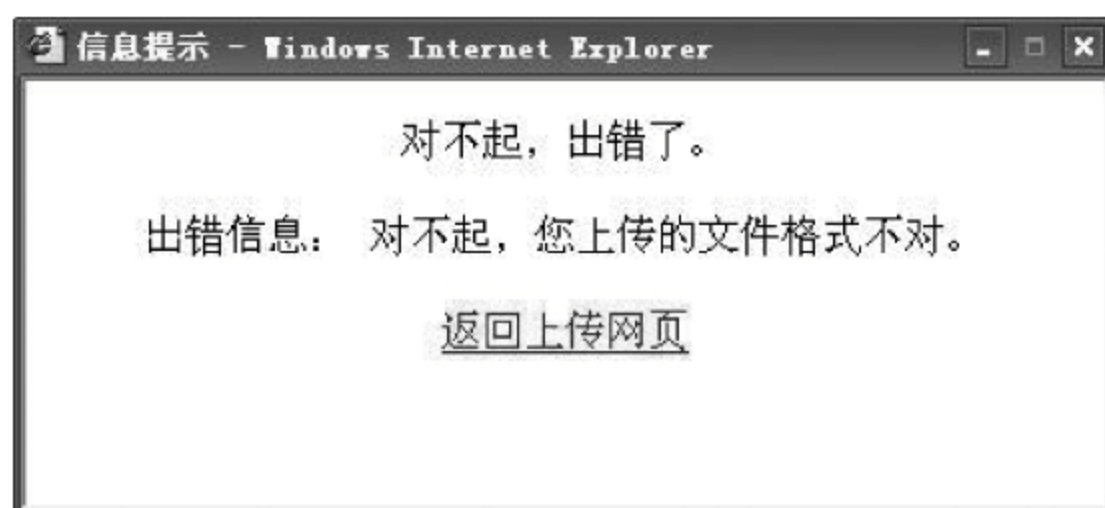 信息提示 - Windows Internet Explorer
对不起，出错了。
出错信息： 对不起，您上传的文件格式不对。
返回上传网页